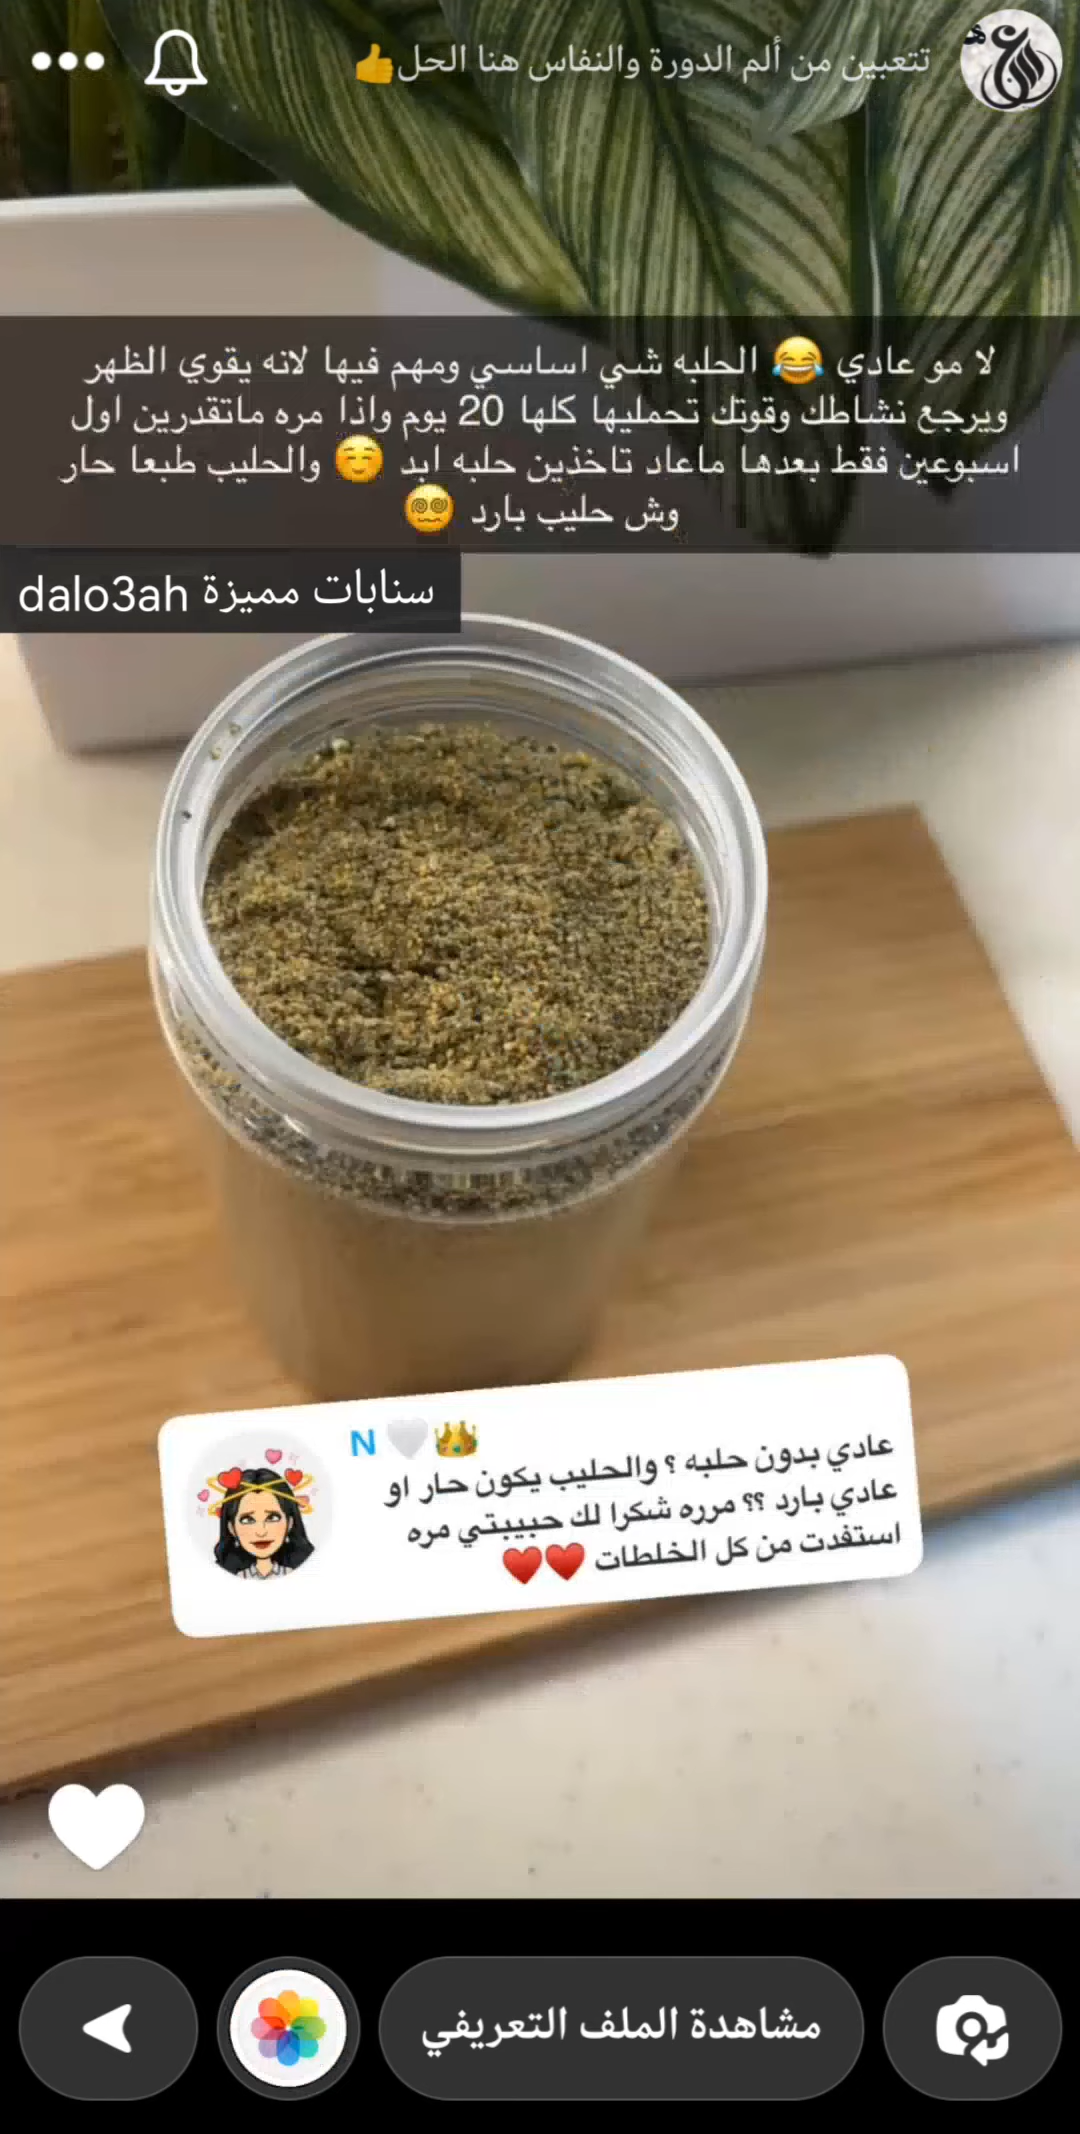 تتعبين من ألم الدورة والنفاس هنا الحل👍
لا مو عادي 😂 الحلبه شي اساسي ومهم فيها لانه يقوي الظهر
ويرجع نشاطك وقوتك تحمليها كلها 20 يوم واذا مره ماتقدرين اول
اسبوعين فقط بعدها ماعاد تاخذين حلبه ابد ☺️ والحليب طبعا حار
وش حليب بارد 😵‍💫
سنابات مميزة dalo3ah
N 🤍👑
عادي بدون حلبه ؟ والحليب يكون حار او
عادي بارد ؟؟ مرره شكرا لك حبيبتي مره
استفدت من كل الخلطات ❤️❤️
مشاهدة الملف التعريفي